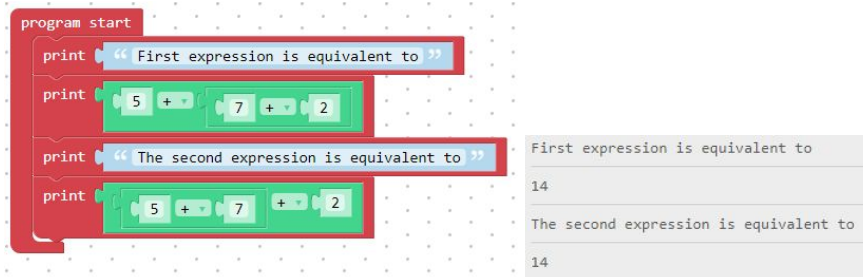 program start
print “ First expression is equivalent to ”
print 5 + 7 + 2
print “ The second expression is equivalent to ”
print 5 + 7 + 2
First expression is equivalent to
14
The second expression is equivalent to
14